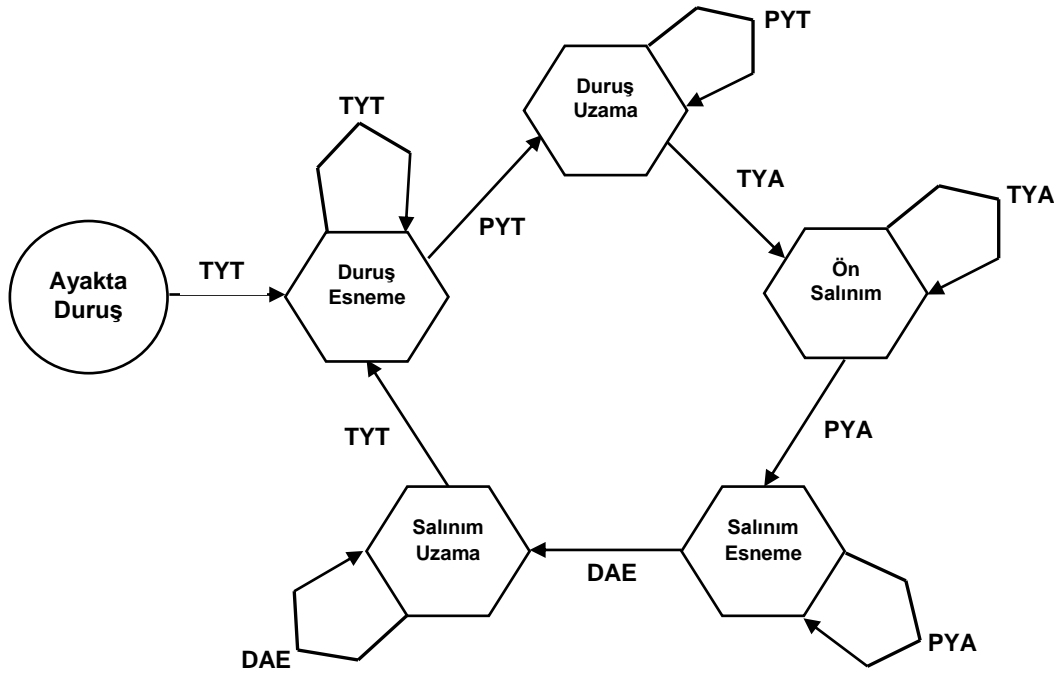 PYT
Duruş
Uzama
TYT
TYA
TYA
PYT
Ayakta
Duruş
TYT
Duruş
Esneme
Ön
Salınım
TYT
PYA
Salınım
Uzama
Salınım
Esneme
DAE
DAE
PYA